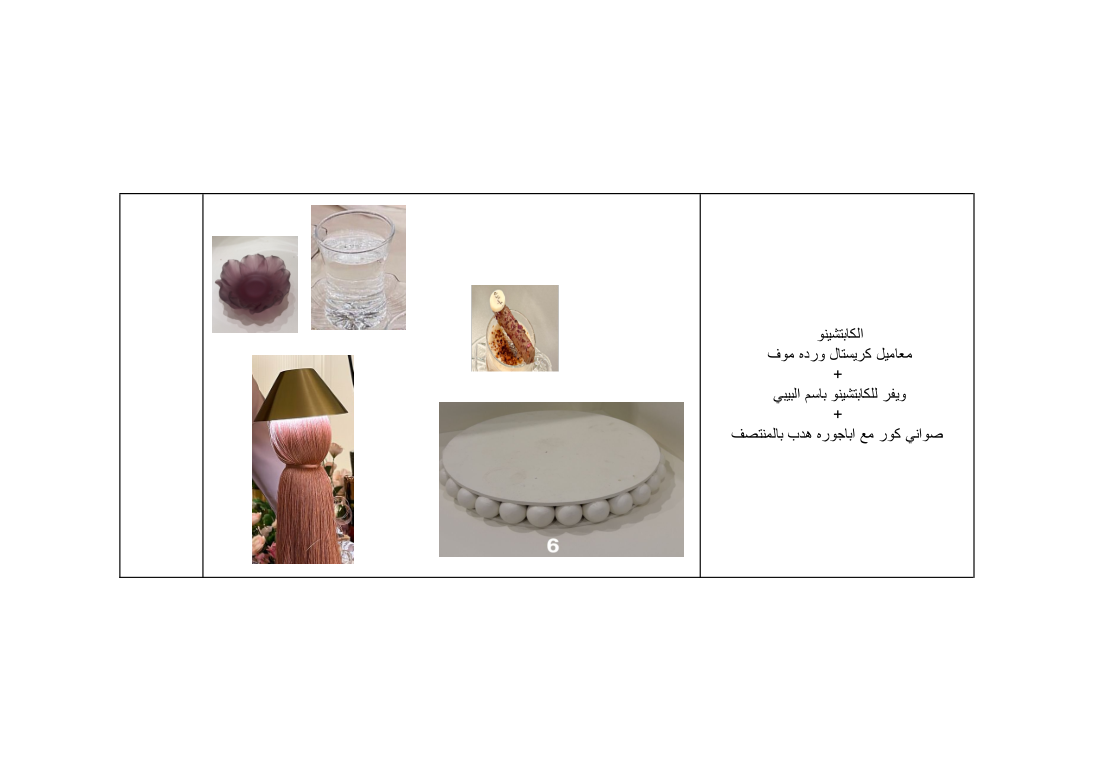 الكابتشينو
معاميل كريستال ورده موف
+
ويفر للكابتشينو باسم البيبي
+
صواني كور مع اباجوره هدب بالمنتصف
6